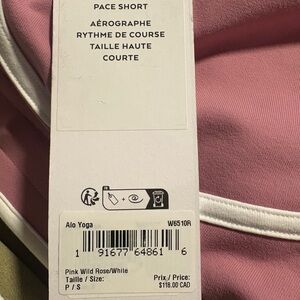 PACE SHORT
AÉROGRAPHE
RYTHME DE COURSE
TAILLE HAUTE
COURTE
Alo Yoga W6510R
1 91677 64861 6
Pink Wild Rose/White
Taille / Size: Prix / Price:
P / S $118.00 CAD